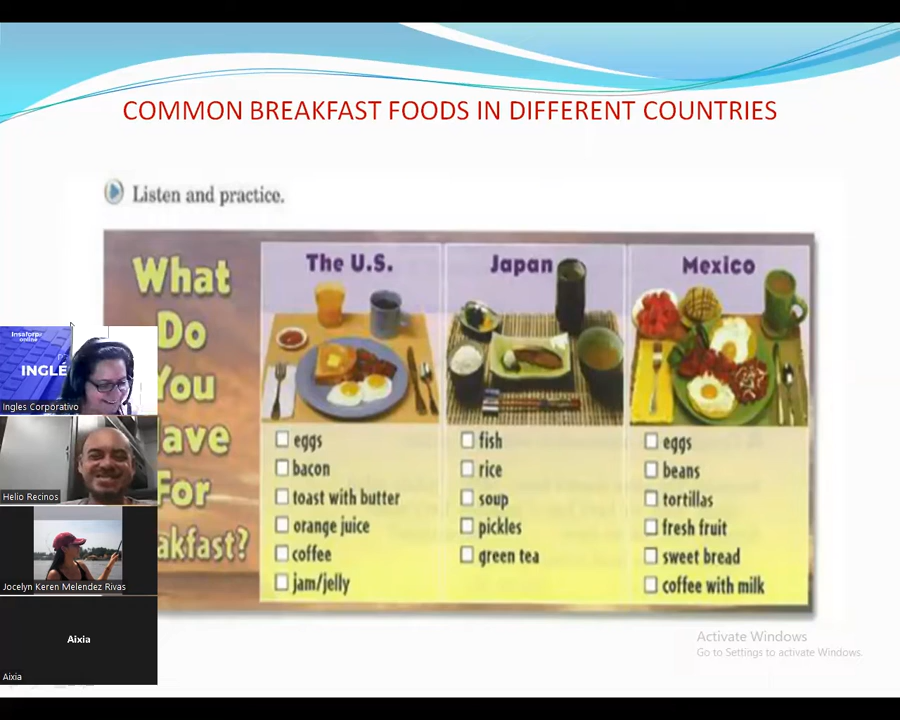 COMMON BREAKFAST FOODS IN DIFFERENT COUNTRIES
Listen and practice.
What
Do
You
Have
For
akfast?
The U.S.
eggs
bacon
toast with butter
orange juice
coffee
jam/jelly
Japan
fish
rice
soup
pickles
green tea
Mexico
eggs
beans
tortillas
fresh fruit
sweet bread
coffee with milk
Insaforp
online
INGLÉ
Ingles Corporativo
Helio Recinos
Jocelyn Keren Melendez Rivas
Aixia
Aixia
Activate Windows
Go to Settings to activate Windows.